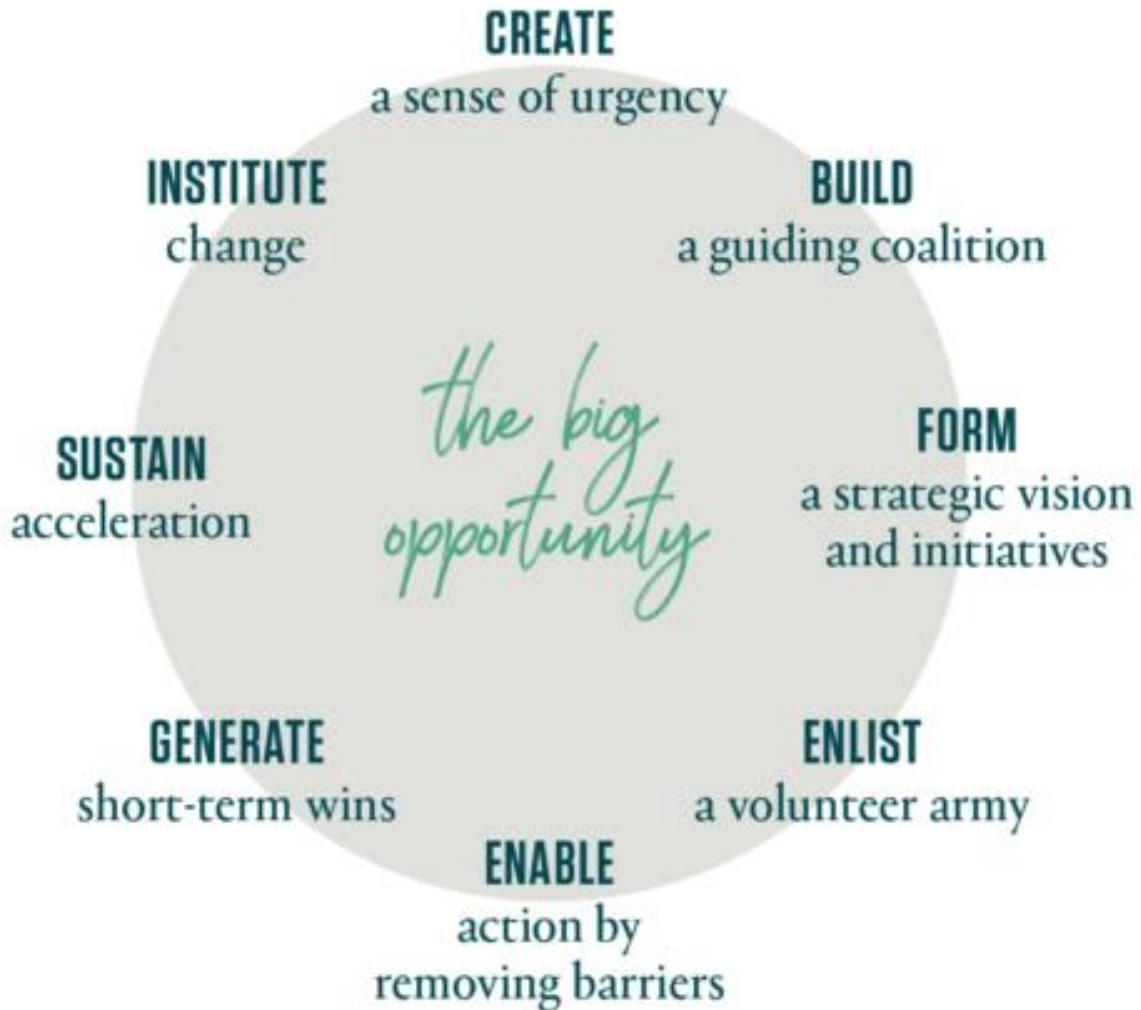 CREATE
a sense of urgency
BUILD
a guiding coalition
FORM
a strategic vision
and initiatives
ENLIST
a volunteer army
ENABLE
action by
removing barriers
GENERATE
short-term wins
SUSTAIN
acceleration
INSTITUTE
change
the big
opportunity